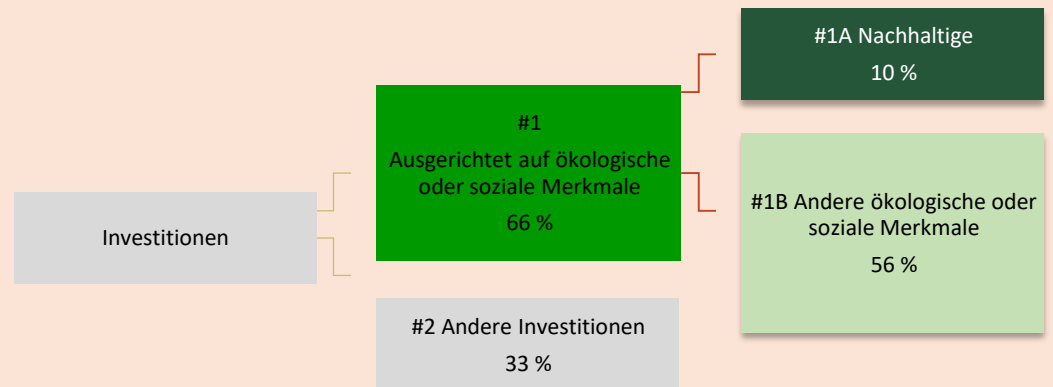 Investitionen
#1
Ausgerichtet auf ökologische
oder soziale Merkmale
66 %
#2 Andere Investitionen
33 %
#1A Nachhaltige
10 %
#1B Andere ökologische oder
soziale Merkmale
56 %